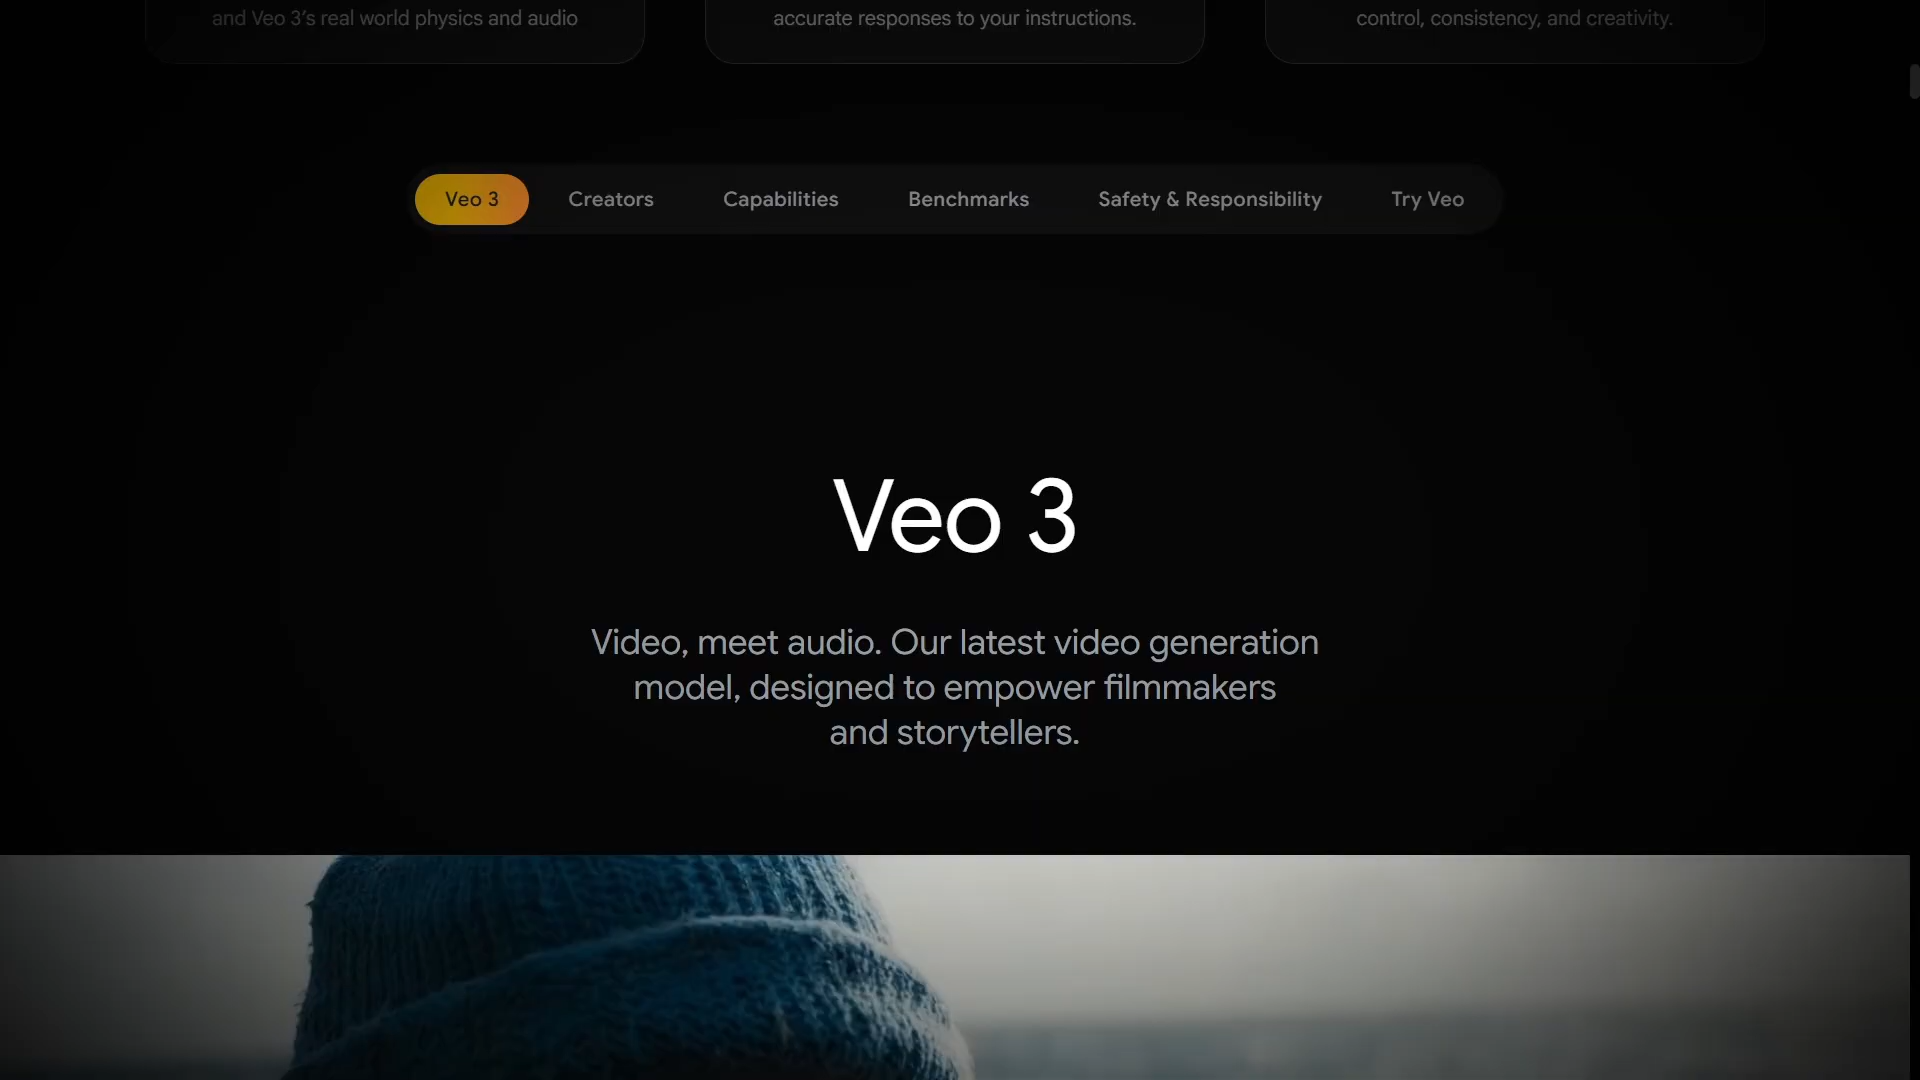 and Veo 3's real world physics and audio
accurate responses to your instructions.
control, consistency, and creativity.
Veo 3
Creators
Capabilities
Benchmarks
Safety & Responsibility
Try Veo
Veo 3
Video, meet audio. Our latest video generation
model, designed to empower filmmakers
and storytellers.